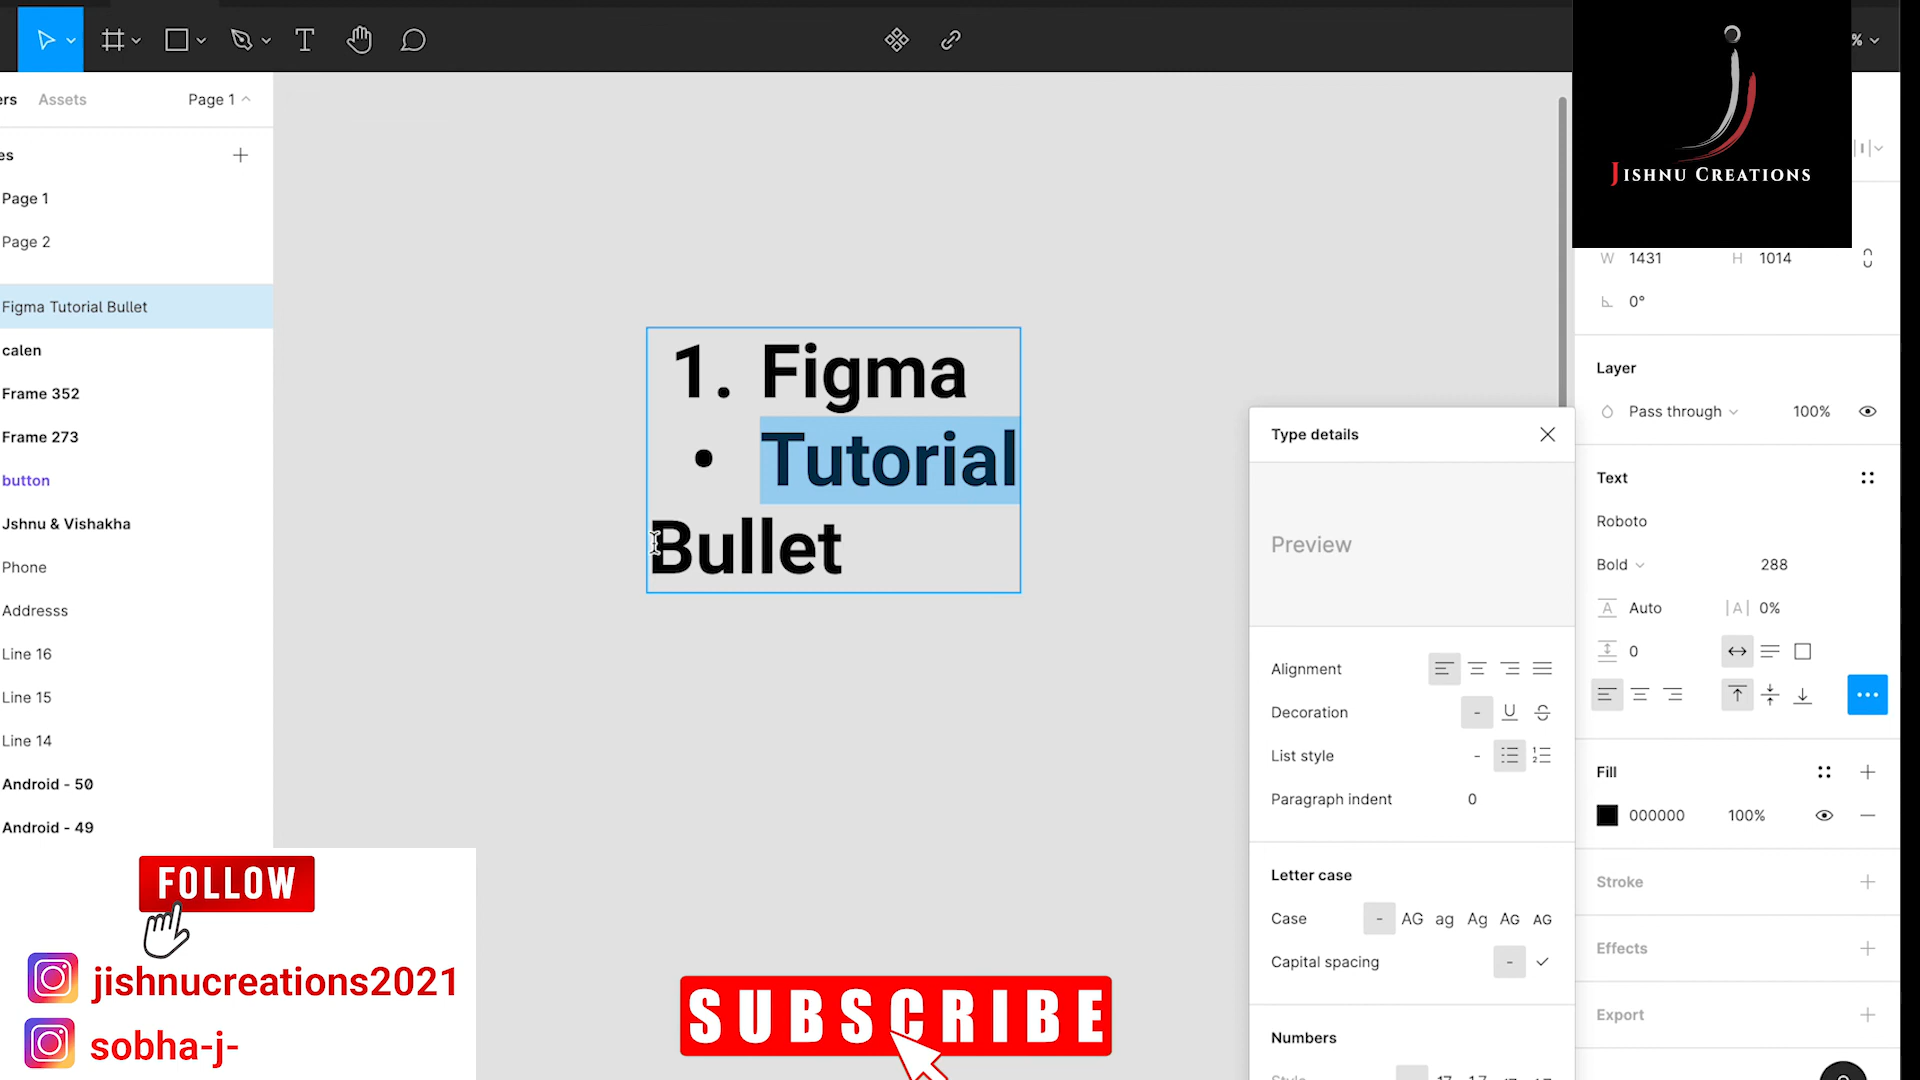 ers Assets Page 1
es
Page 1
Page 2
Figma Tutorial Bullet
calen
Frame 352
Frame 273
button
Jshnu & Vishakha
Phone
Addresss
Line 16
Line 15
Line 14
Android - 50
Android - 49
FOLLOW
jishnucreations2021
sobha-j-
1. Figma
• Tutorial
Bullet
SUBSCRIBE
Type details
Preview
Alignment
Decoration
List style
Paragraph indent 0
Letter case
Case - AG ag Ag AG AG
Capital spacing -
Numbers
JISHNU CREATIONS
%
W 1431 H 1014
0°
Layer
Pass through 100%
Text
Roboto
Bold 288
Auto 0%
0
Fill
000000 100%
Stroke
Effects
Export